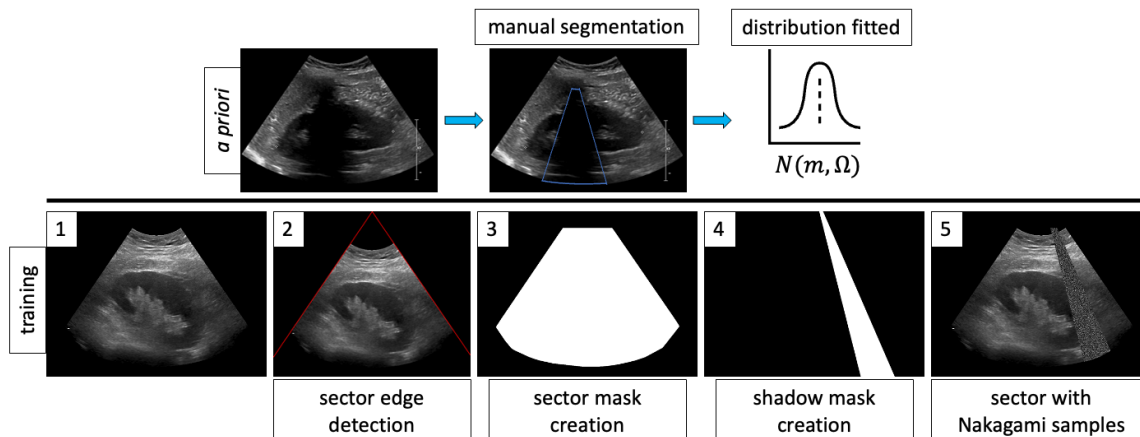 manual segmentation
distribution fitted
a priori
N(m, Ω)
training
1
2
3
4
5
sector edge
detection
sector mask
creation
shadow mask
creation
sector with
Nakagami samples